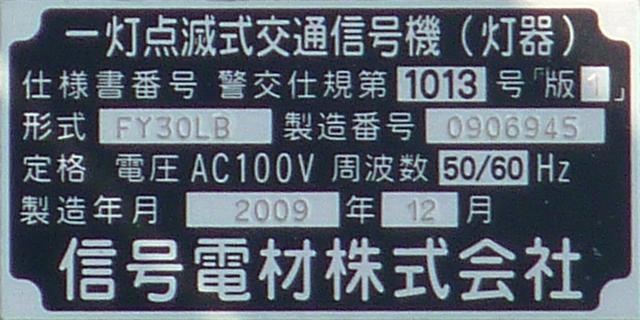 一灯点滅式交通信号機（灯器）
仕様書番号 警交仕規第 1013 号「版1」
形式 FY30LB 製造番号 0906945
定格 電圧 AC100V 周波数 50/60 Hz
製造年月 2009 年 12 月
信号電材株式会社